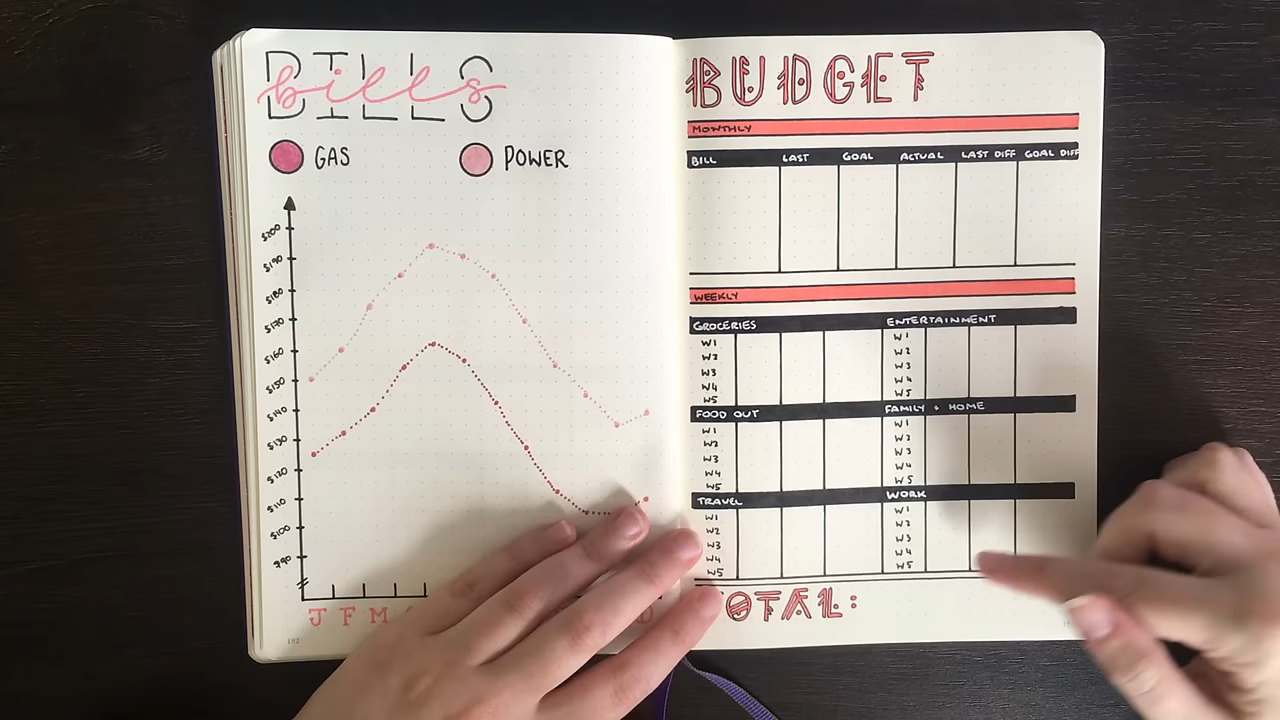 BILLS
bills
GAS POWER
$200
$190
$180
$170
$160
$150
$140
$130
$120
$110
$100
$90
J F M
D
192
BUDGET
MONTHLY
BILL LAST GOAL ACTUAL LAST DIFF GOAL DIFF
WEEKLY
GROCERIES ENTERTAINMENT
W1 W1
W2 W2
W3 W3
W4 W4
W5 W5
FOOD OUT FAMILY + HOME
W1 W1
W2 W2
W3 W3
W4 W4
W5 W5
TRAVEL WORK
W1 W1
W2 W2
W3 W3
W4 W4
W5 W5
TOTAL: